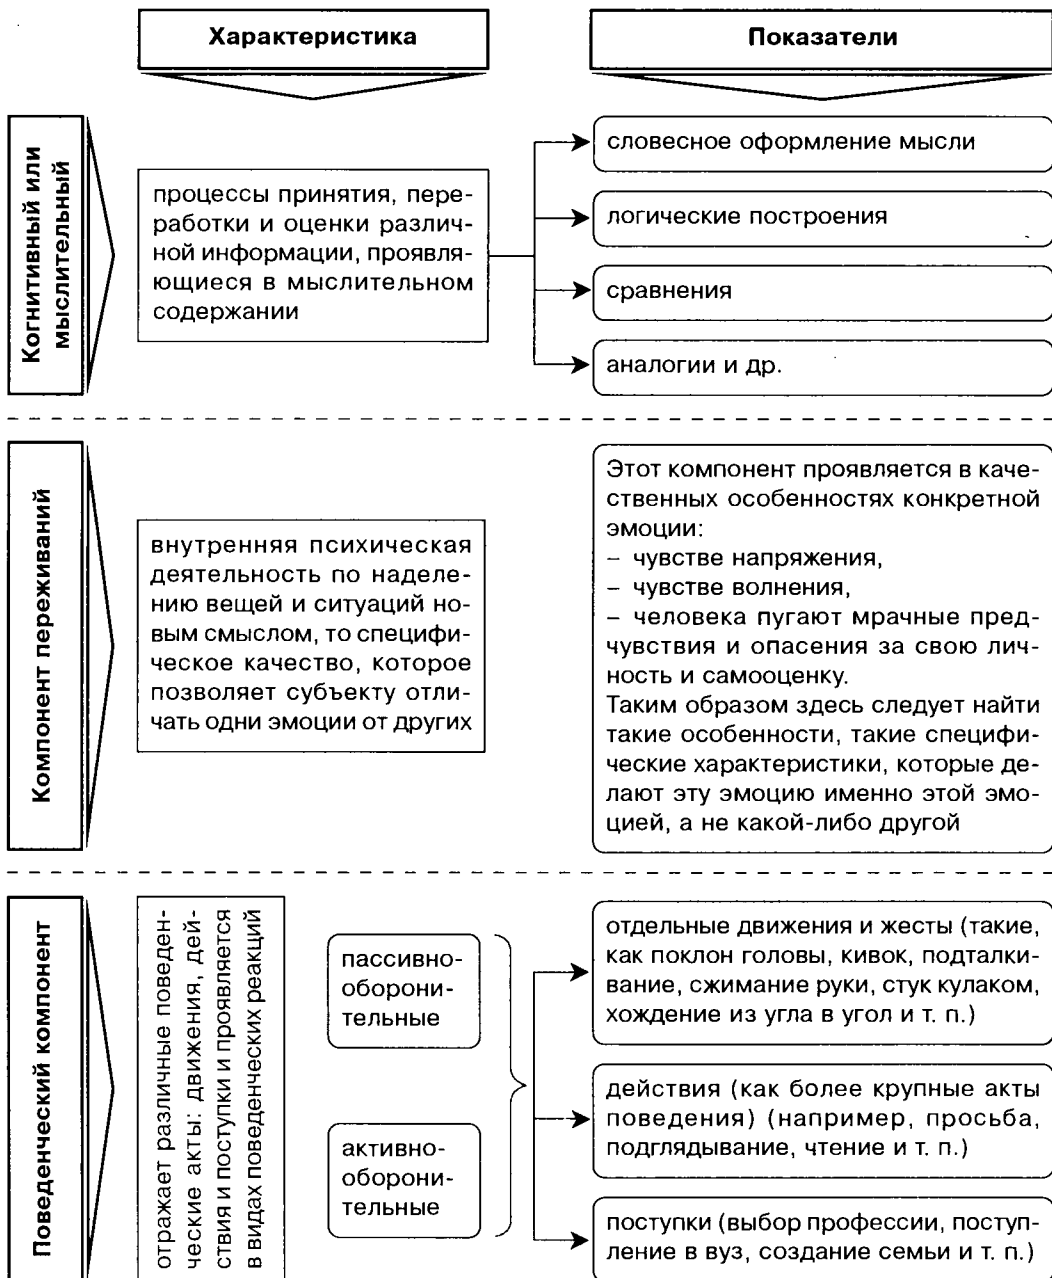 Характеристика
Показатели
Когнитивный или
мыслительный
процессы принятия, пере-
работки и оценки различ-
ной информации, проявля-
ющиеся в мыслительном
содержании
словесное оформление мысли
логические построения
сравнения
аналогии и др.
Компонент переживаний
внутренняя психическая
деятельность по наделе-
нию вещей и ситуаций но-
вым смыслом, то специфи-
ческое качество, которое
позволяет субъекту отли-
чать одни эмоции от других
Этот компонент проявляется в каче-
ственных особенностях конкретной
эмоции:
– чувстве напряжения,
– чувстве волнения,
– человека пугают мрачные пред-
чувствия и опасения за свою лич-
ность и самооценку.
Таким образом здесь следует найти
такие особенности, такие специфи-
ческие характеристики, которые де-
лают эту эмоцию именно этой эмо-
цией, а не какой-либо другой
Поведенческий компонент
отражает различные поведен-
ческие акты: движения, дей-
ствия и поступки и проявляется
в видах поведенческих реакций
пассивно-
оборони-
тельные
активно-
оборони-
тельные
отдельные движения и жесты (такие,
как поклон головы, кивок, подталки-
вание, сжимание руки, стук кулаком,
хождение из угла в угол и т. п.)
действия (как более крупные акты
поведения) (например, просьба,
подглядывание, чтение и т. п.)
поступки (выбор профессии, поступ-
ление в вуз, создание семьи и т. п.)